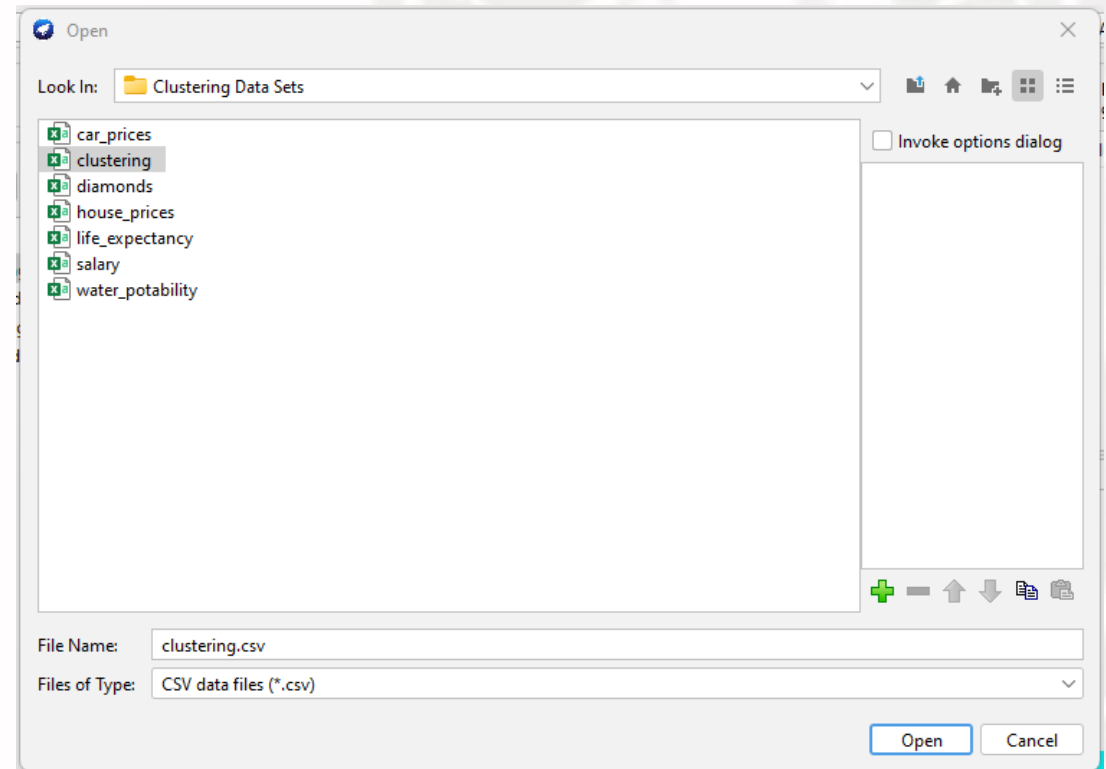 Open
Look In: Clustering Data Sets
car_prices
clustering
diamonds
house_prices
life_expectancy
salary
water_potability
Invoke options dialog
File Name: clustering.csv
Files of Type: CSV data files (*.csv)
Open Cancel